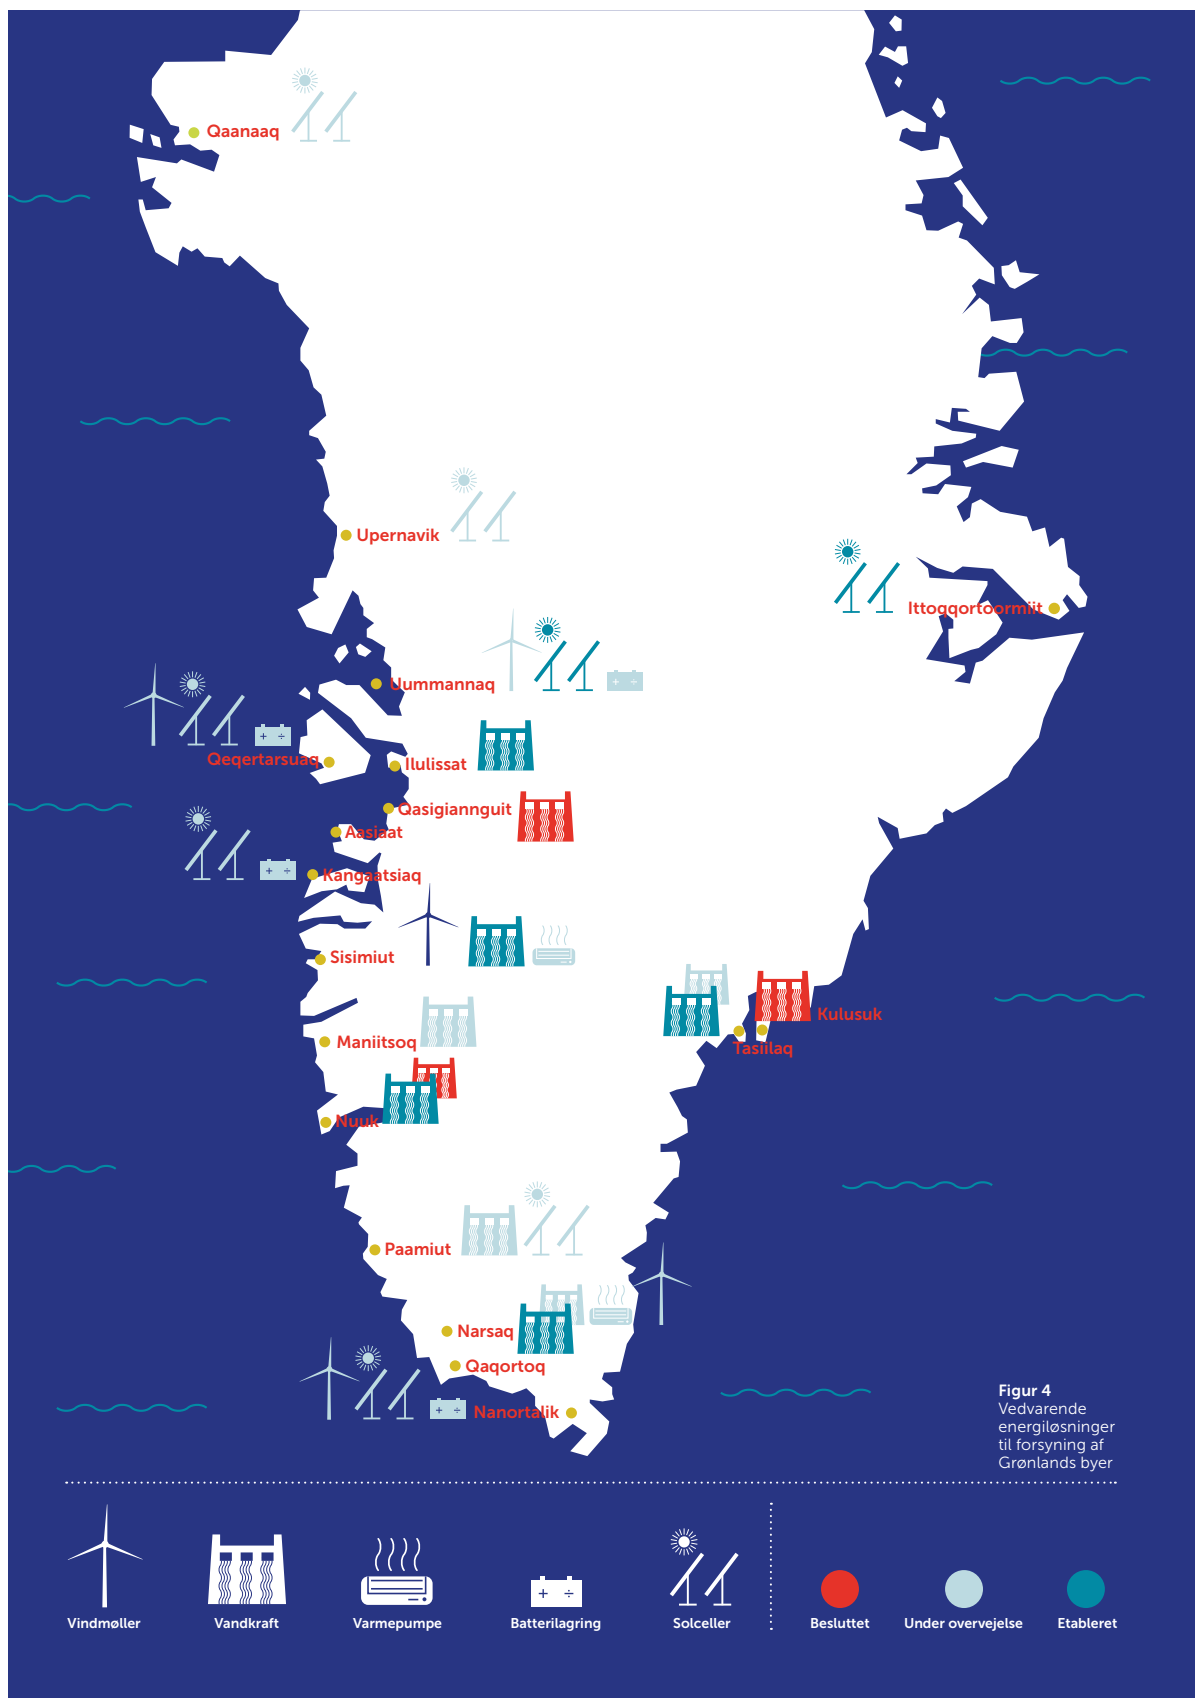 Qaanaaq
Upernavik
Ittoqqortoormiit
Uummannaq
Qeqertarsuaq
Ilulissat
Qasigiannguit
Aasiaat
Kangaatsiaq
Sisimiut
Kulusuk
Maniitsoq
Tasiilaq
Nuuk
Paamiut
Narsaq
Qaqortoq
Nanortalik
Figur 4
Vedvarende
energiløsninger
til forsyning af
Grønlands byer
Vindmøller
Vandkraft
Varmepumpe
Batterilagring
Solceller
Besluttet
Under overvejelse
Etableret